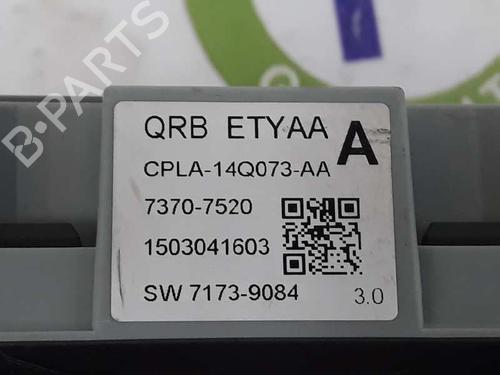 QRB ETYAA A
CPLA-14Q073-AA
7370-7520
1503041603
SW 7173-9084 3.0
B-PARTS